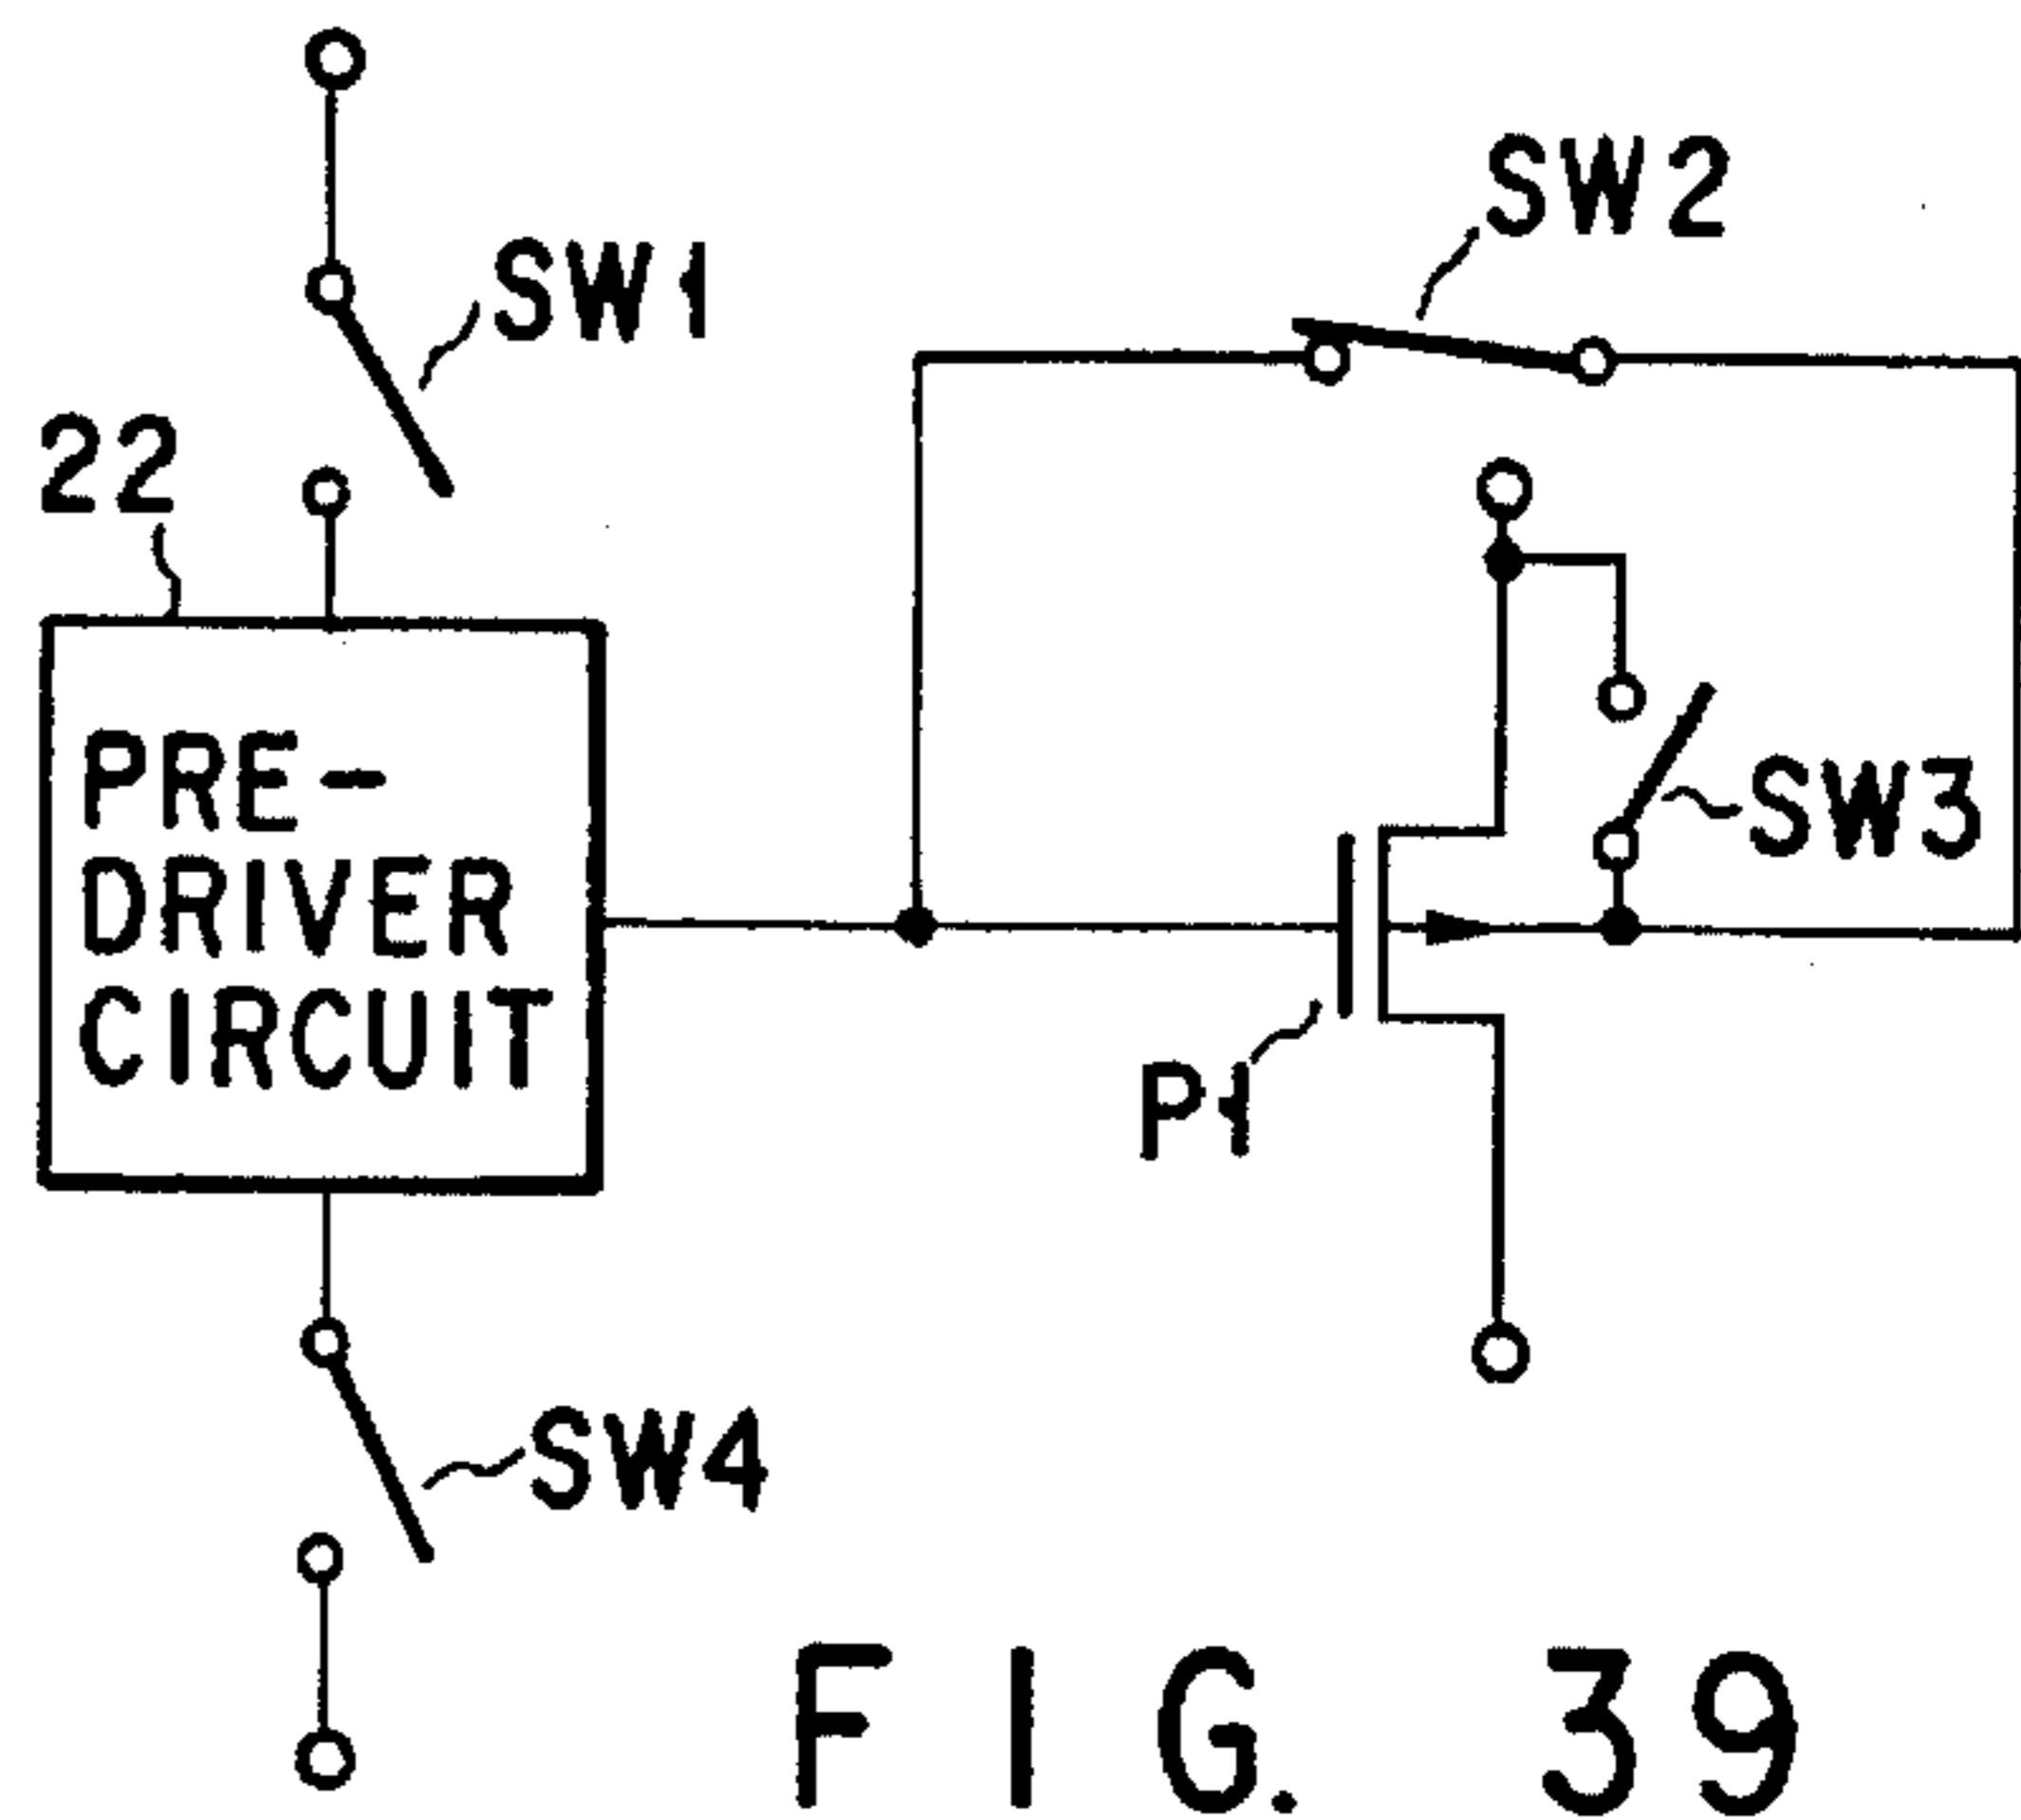 SW2
SW1
22
PRE-
DRIVER
CIRCUIT
SW3
P1
SW4
FIG. 39